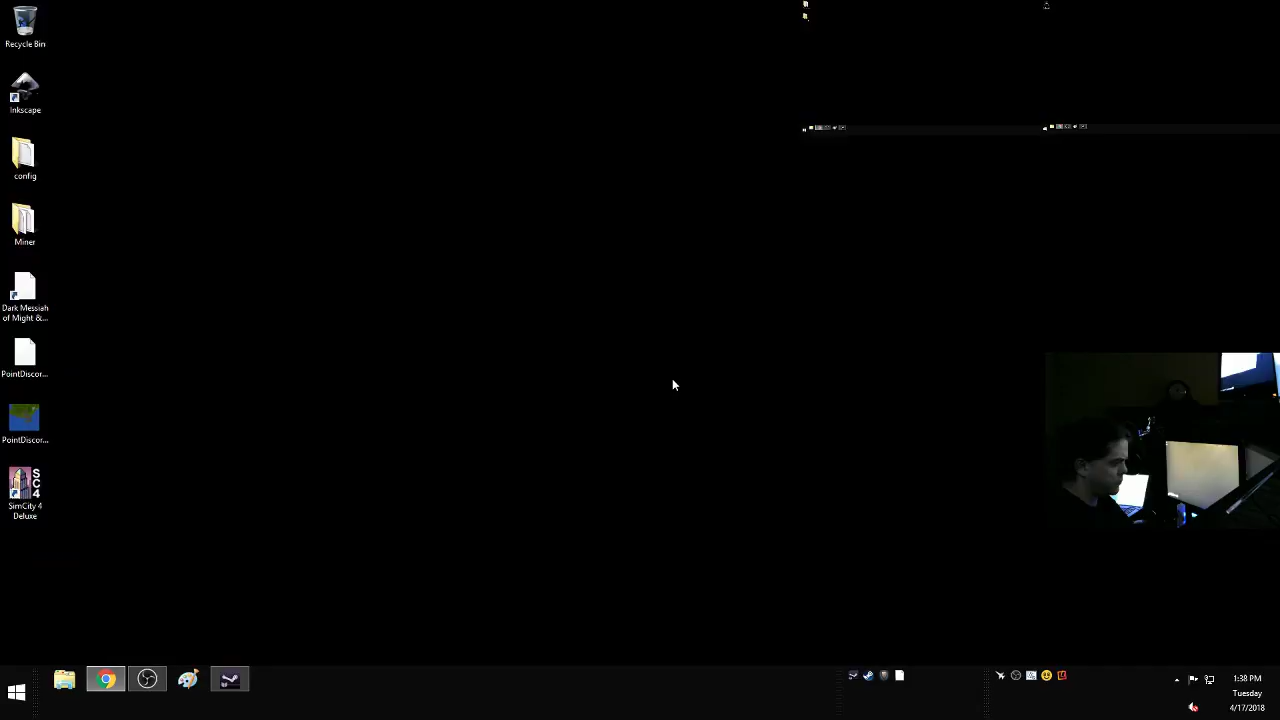 Recycle Bin
Inkscape
config
Miner
Dark Messiah
of Might &...
PointDiscor...
PointDiscor...
SC4
SimCity 4
Deluxe
1:38 PM
Tuesday
4/17/2018